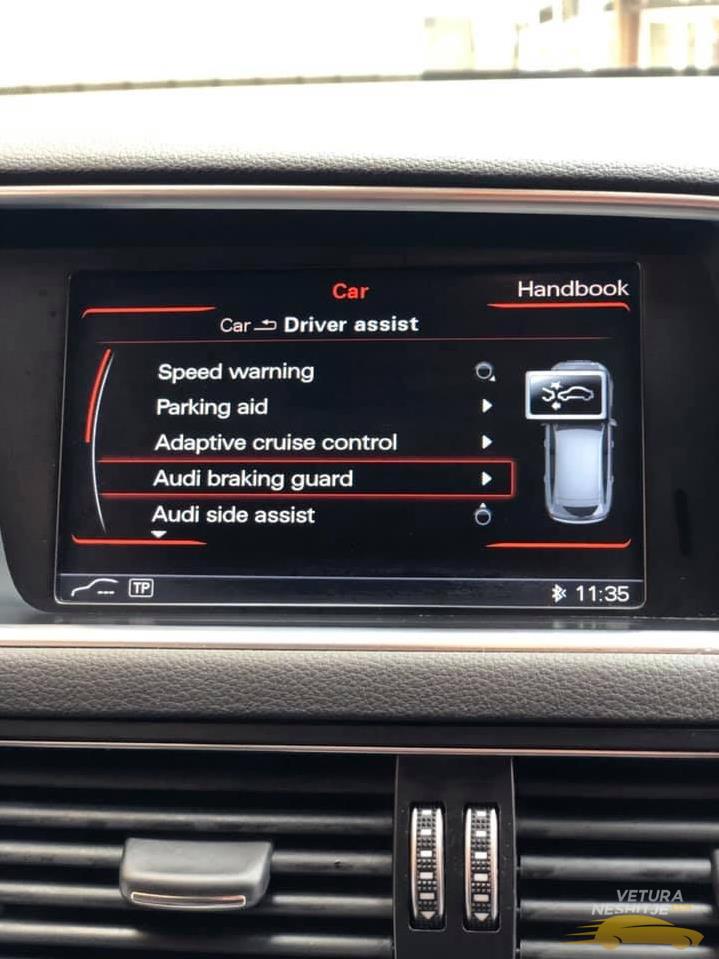 Car
Handbook
Car Driver assist
Speed warning
Parking aid
Adaptive cruise control
Audi braking guard
Audi side assist
TP
11:35
VETURA
NESHITJE